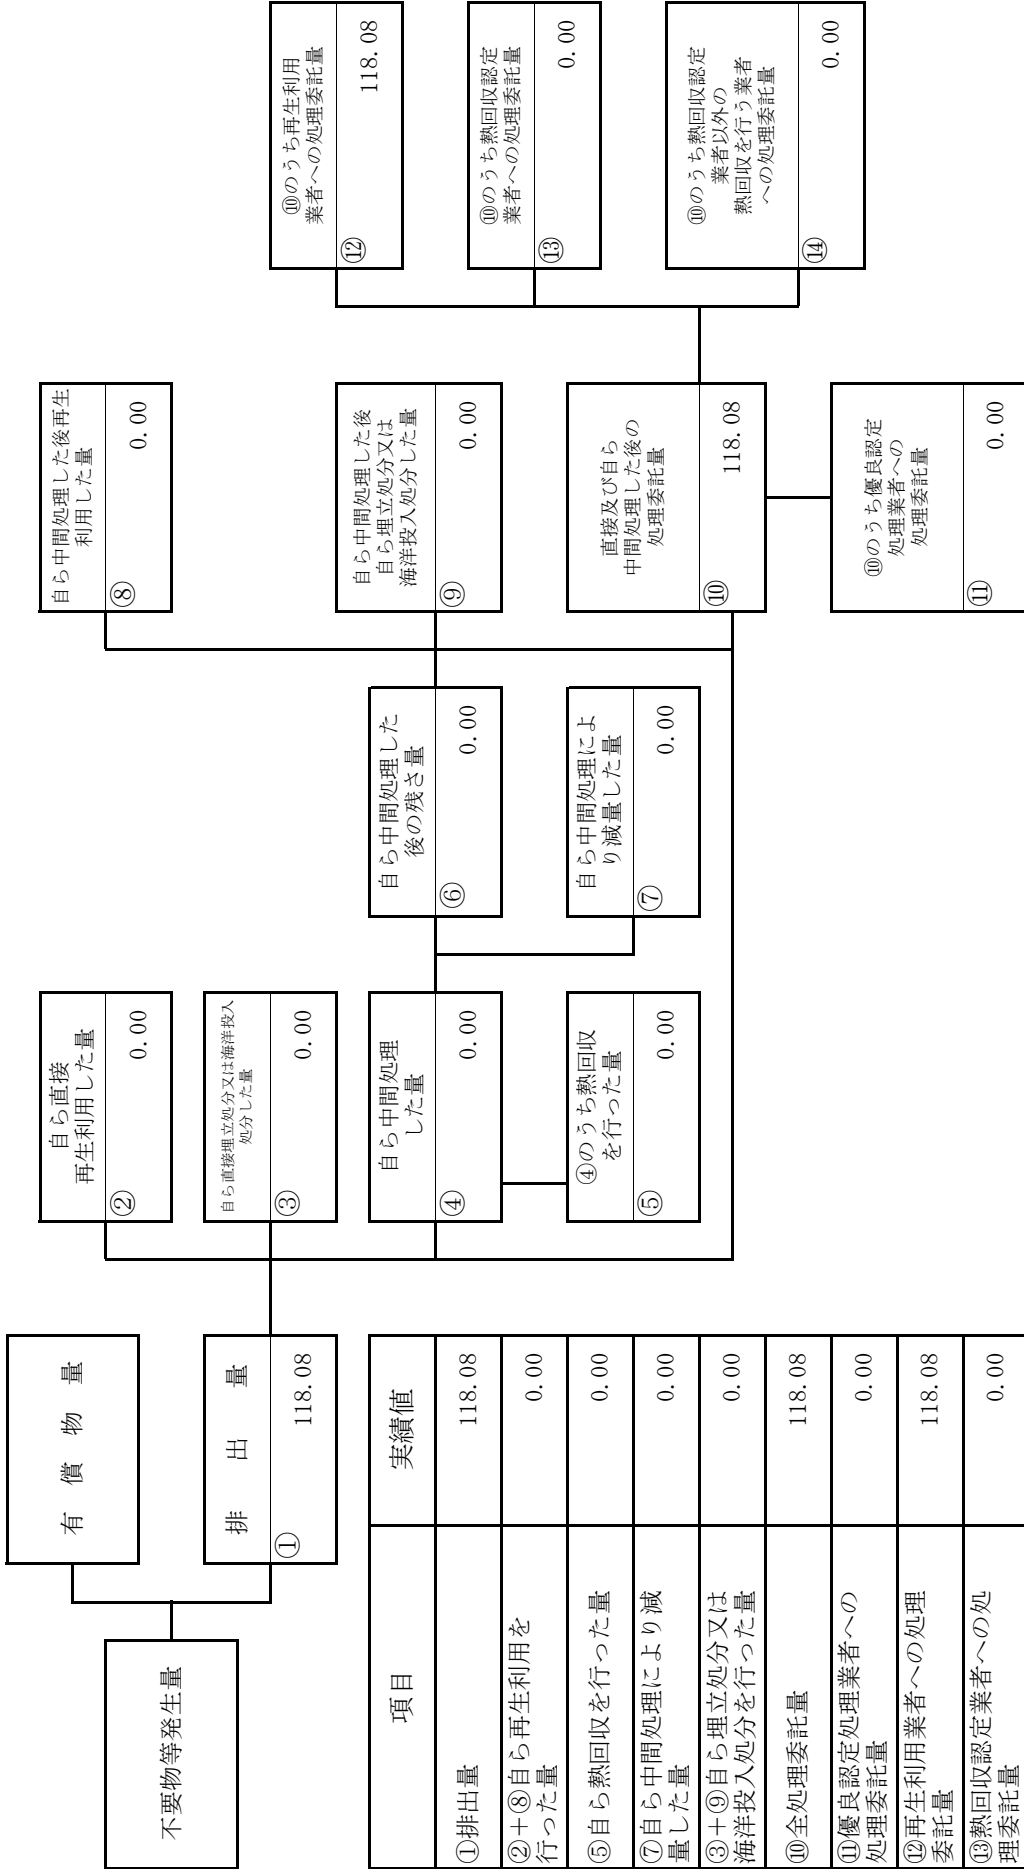 不要物等発生量
有償物量
排出量
①
118.08
自ら直接
再生利用した量
②
0.00
自ら直接埋立処分又は海洋投入
処分した量
③
0.00
自ら中間処理
した量
④
0.00
④のうち熱回収
を行った量
⑤
0.00
自ら中間処理した
後の残さ量
⑥
0.00
自ら中間処理によ
り減量した量
⑦
0.00
自ら中間処理した後再生
利用した量
⑧
0.00
自ら中間処理した後
自ら埋立処分又は
海洋投入処分した量
⑨
0.00
直接及び自ら
中間処理した後の
処理委託量
⑩
118.08
⑩のうち優良認定
処理業者への
処理委託量
⑪
0.00
⑩のうち再生利用
業者への処理委託量
⑫
118.08
⑩のうち熱回収認定
業者への処理委託量
⑬
0.00
⑩のうち熱回収認定
業者以外の
熱回収を行う業者
への処理委託量
⑭
0.00
項目 実績値
①排出量 118.08
②+⑧自ら再生利用を
行った量 0.00
⑤自ら熱回収を行った量 0.00
⑦自ら中間処理により減
量した量 0.00
③+⑨自ら埋立処分又は
海洋投入処分を行った量 0.00
⑩全処理委託量 118.08
⑪優良認定処理業者への
処理委託量 0.00
⑫再生利用業者への処理
委託量 118.08
⑬熱回収認定業者への処
理委託量 0.00